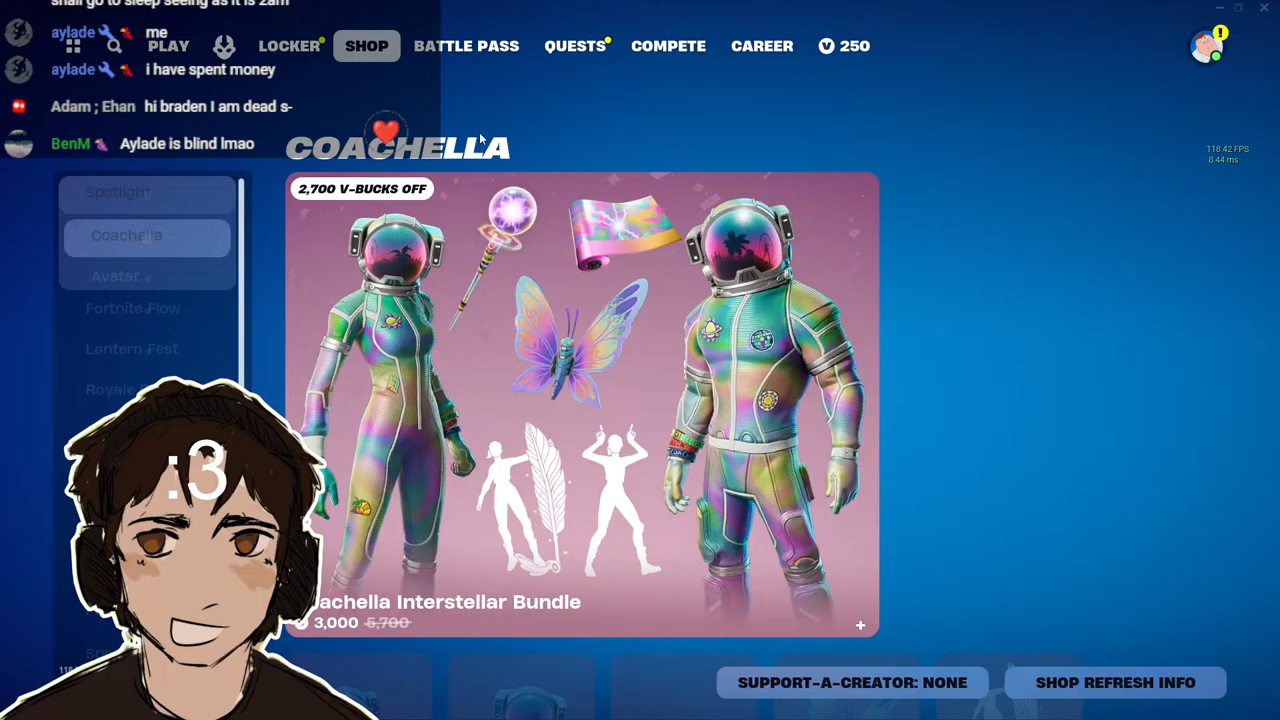 shall go to sleep seeing as it is 2am
aylade me
PLAY LOCKER SHOP BATTLE PASS QUESTS COMPETE CAREER V 250
!
aylade i have spent money
Adam ; Ehan hi braden I am dead s-
BenM Aylade is blind lmao
118.42 FPS
8.44 ms
COACHELLA
2,700 V-BUCKS OFF
Spotlight
Coachella
Avatar
Fortnite Flow
Lantern Fest
Royale
:3
achella Interstellar Bundle
3,000 5,700
+
SUPPORT-A-CREATOR: NONE
SHOP REFRESH INFO